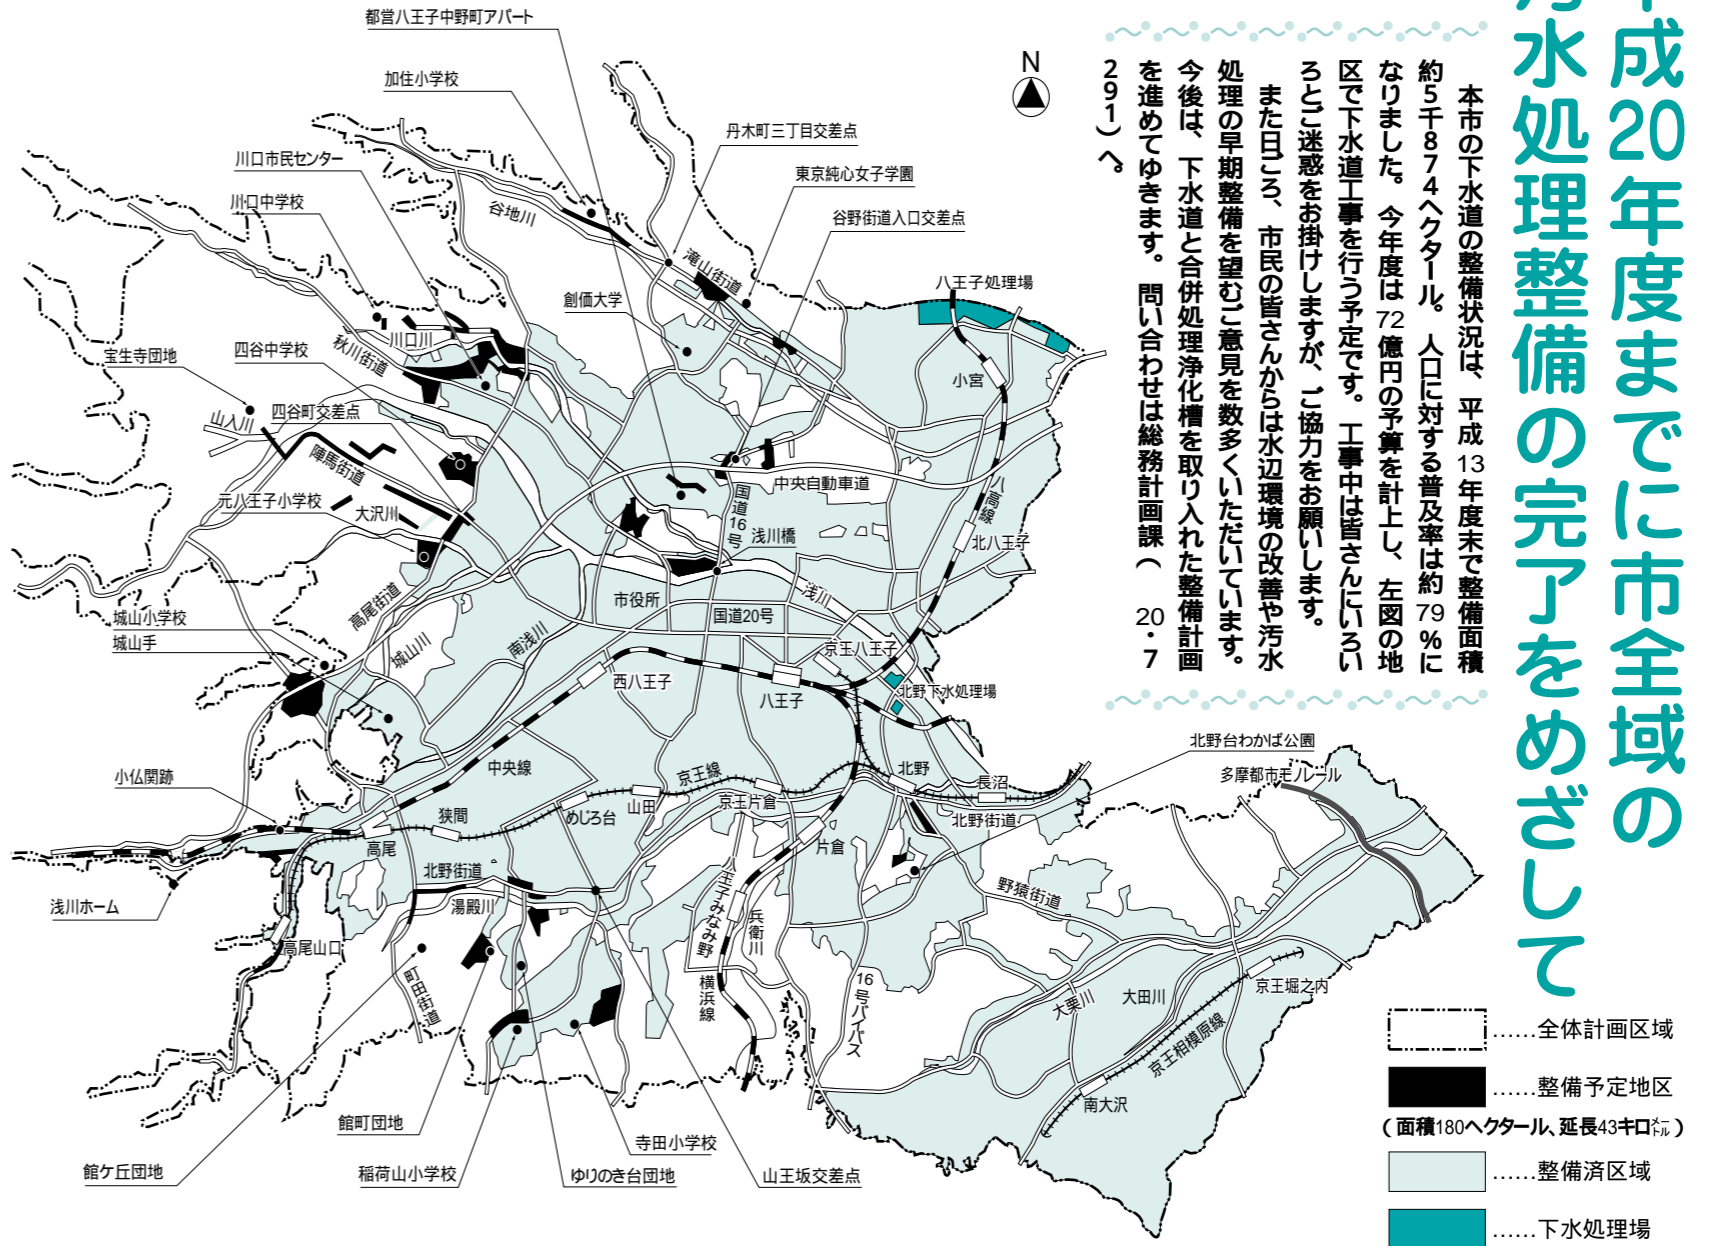 成20年度までに市全域の
水処理整備の完了をめざして
本市の下水道の整備状況は、平成13年度末で整備面積
約5千874ヘクタール。人口に対する普及率は約79%に
なりました。今年度は72億円の予算を計上し、左図の地
区で下水道工事を行う予定です。工事中は皆さんにいろい
ろとご迷惑をお掛けしますが、ご協力をお願いします。
また日ごろ、市民の皆さんからは水辺環境の改善や汚水
処理の早期整備を望むご意見を数多くいただいています。
今後は、下水道と合併処理浄化槽を取り入れた整備計画
を進めてゆきます。問い合わせは総務計画課(　20・7
291)へ。
N
都営八王子中野町アパート
加住小学校
丹木町三丁目交差点
川口市民センター
東京純心女子学園
川口中学校
谷地川
谷野街道入口交差点
滝山街道
八王子処理場
創価大学
川口川
秋川街道
四谷中学校
宝生寺団地
小宮
四谷町交差点
山入川
陣馬街道
中央自動車道
国道16号
八高線
元八王子小学校
大沢川
浅川橋
北八王子
高尾街道
市役所
浅川
国道20号
城山小学校
城山手
城山川
南浅川
京王八王子
西八王子
八王子
北野下水処理場
北野台わかば公園
多摩都市モノレール
小仏関跡
中央線
京王線
北野
長沼
狭間
めじろ台
山田
京王片倉
北野街道
高尾
片倉
北野街道
八王子みなみ野
野猿街道
浅川ホーム
湯殿川
兵衛川
高尾山口
町田街道
横浜線
16号バイパス
大栗川
大田川
京王堀之内
京王相模原線
南大沢
館町団地
寺田小学校
館ケ丘団地
稲荷山小学校
ゆりのき台団地
山王坂交差点
……全体計画区域
……整備予定地区
(面積180ヘクタール、延長43キロメートル)
……整備済区域
……下水処理場